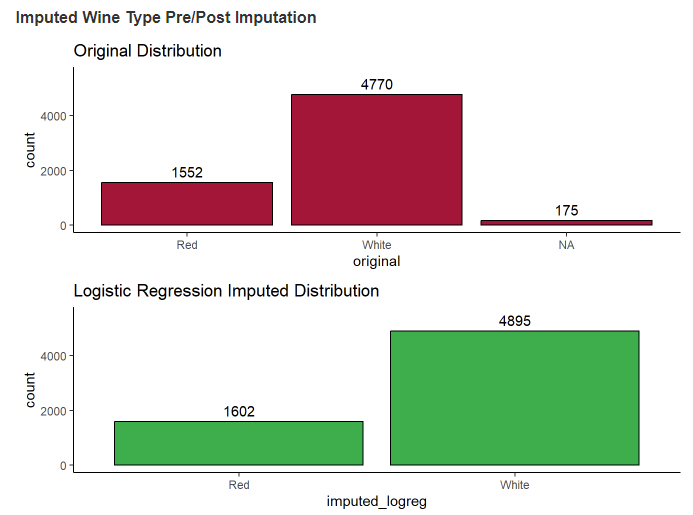 Imputed Wine Type Pre/Post Imputation
Original Distribution
4770
4000
count
1552
2000
175
0
Red White NA
original
Logistic Regression Imputed Distribution
4895
4000
count
2000
1602
0
Red White
imputed_logreg